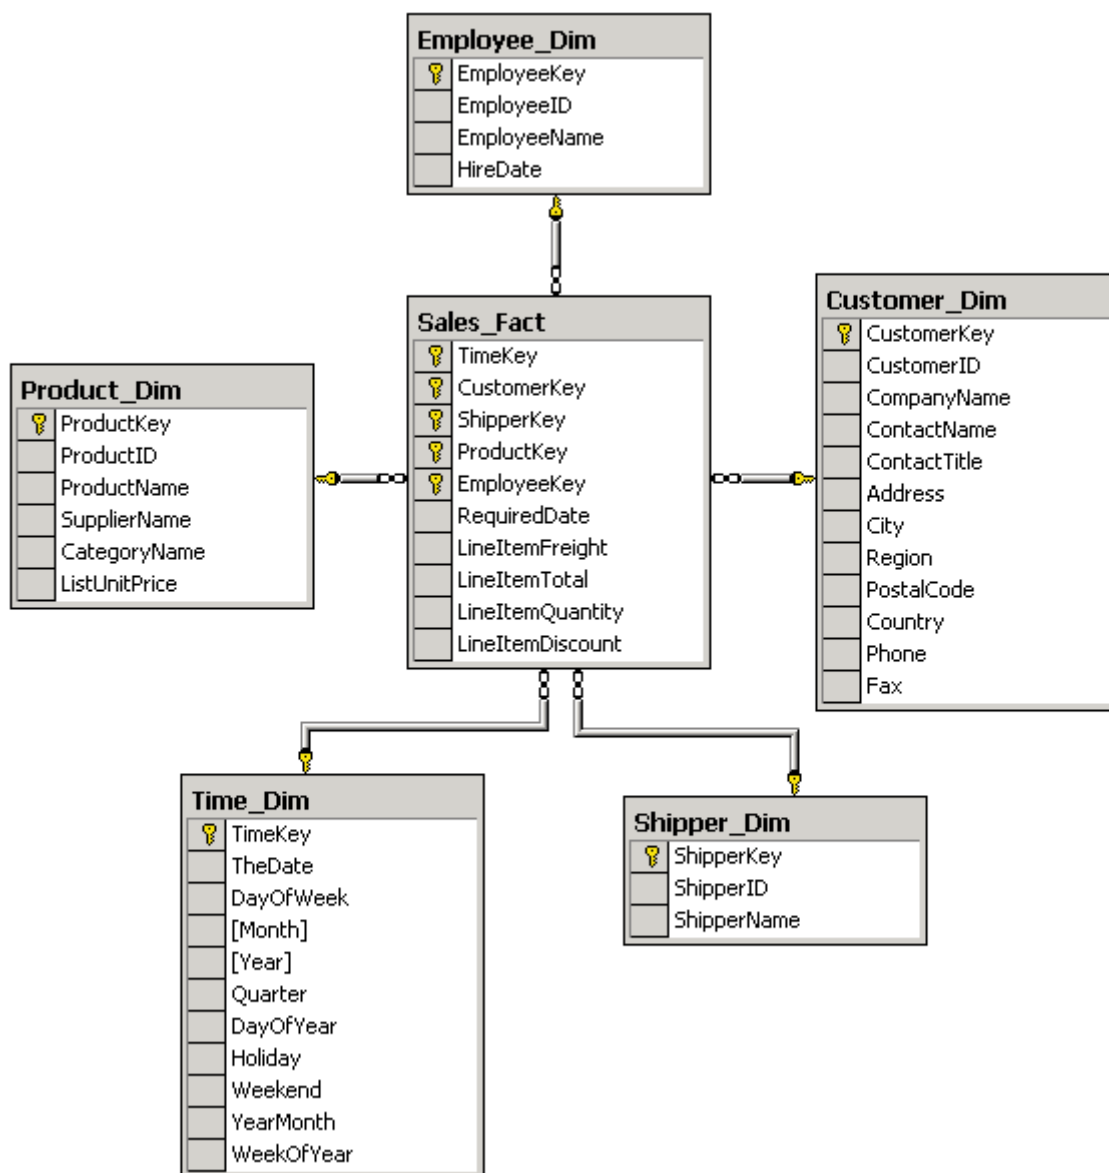 Employee_Dim
EmployeeKey
EmployeeID
EmployeeName
HireDate
Sales_Fact
TimeKey
CustomerKey
ShipperKey
ProductKey
EmployeeKey
RequiredDate
LineItemFreight
LineItemTotal
LineItemQuantity
LineItemDiscount
Customer_Dim
CustomerKey
CustomerID
CompanyName
ContactName
ContactTitle
Address
City
Region
PostalCode
Country
Phone
Fax
Product_Dim
ProductKey
ProductID
ProductName
SupplierName
CategoryName
ListUnitPrice
Time_Dim
TimeKey
TheDate
DayOfWeek
[Month]
[Year]
Quarter
DayOfYear
Holiday
Weekend
YearMonth
WeekOfYear
Shipper_Dim
ShipperKey
ShipperID
ShipperName